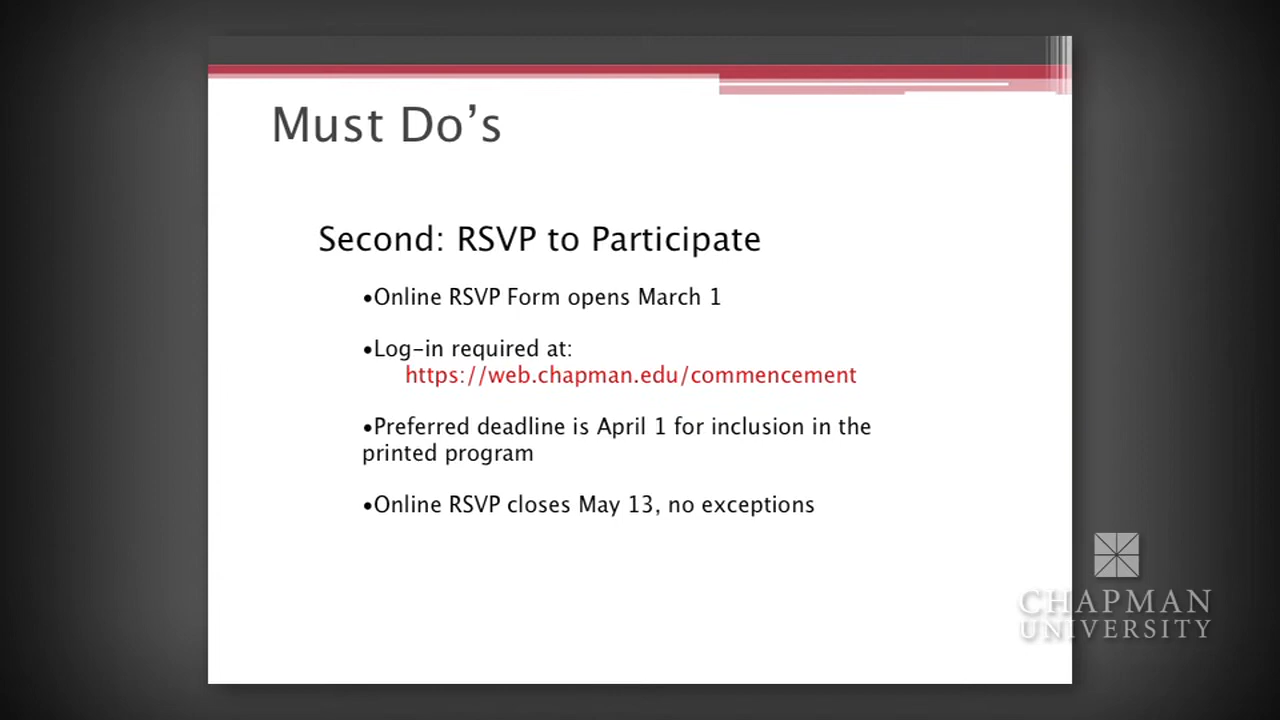 Must Do’s
Second: RSVP to Participate
•Online RSVP Form opens March 1
•Log-in required at:
https://web.chapman.edu/commencement
•Preferred deadline is April 1 for inclusion in the
printed program
•Online RSVP closes May 13, no exceptions
CHAPMAN
UNIVERSITY